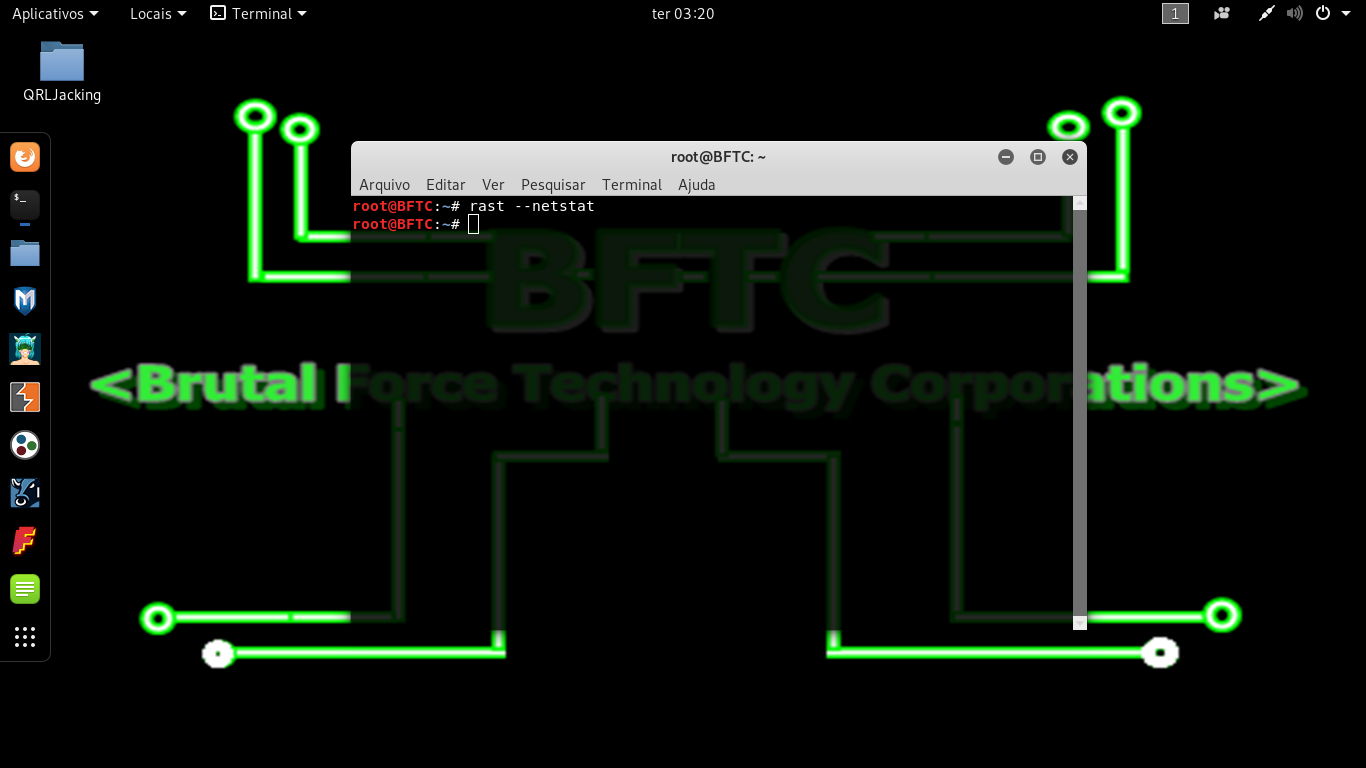 Aplicativos Locais Terminal ter 03:20 1
QRLJacking
root@BFTC: ~
Arquivo Editar Ver Pesquisar Terminal Ajuda
root@BFTC:~# rast --netstat
root@BFTC:~#
BFTC
<Brutal Force Technology Corporations>